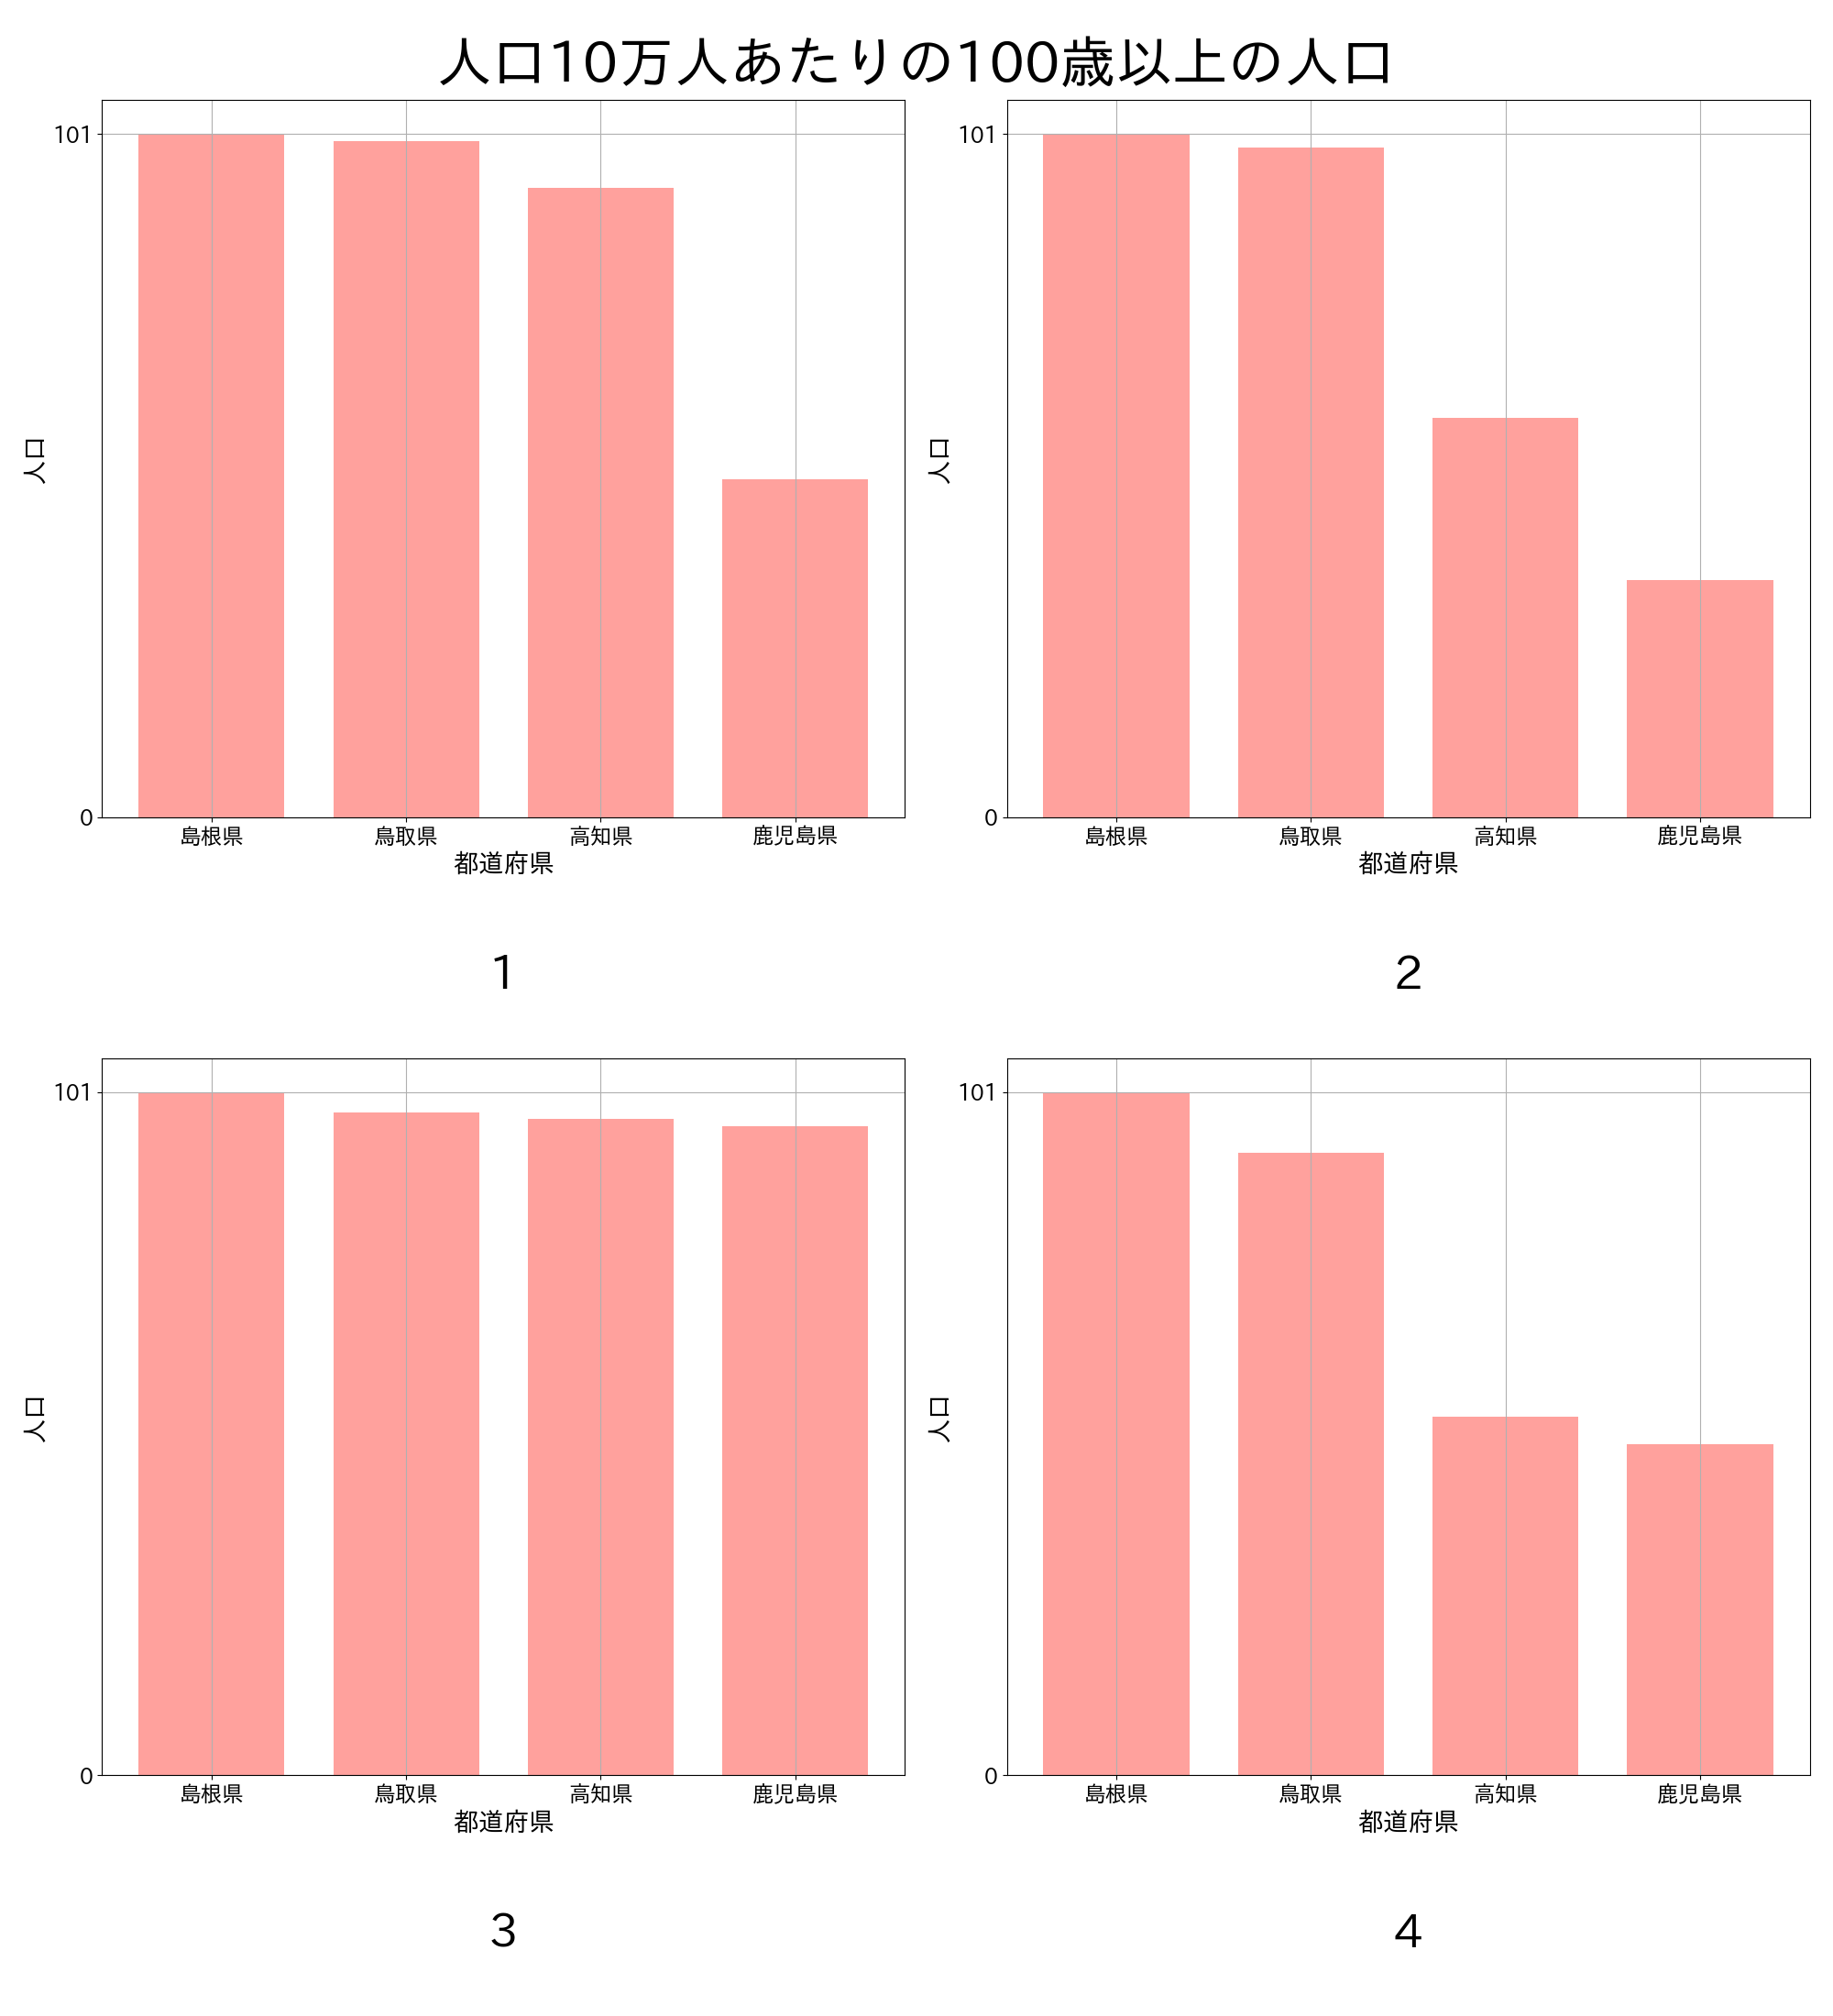 人口10万人あたりの100歳以上の人口
101
0
人口
島根県 鳥取県 高知県 鹿児島県
都道府県
1
101
0
人口
島根県 鳥取県 高知県 鹿児島県
都道府県
2
101
0
人口
島根県 鳥取県 高知県 鹿児島県
都道府県
3
101
0
人口
島根県 鳥取県 高知県 鹿児島県
都道府県
4